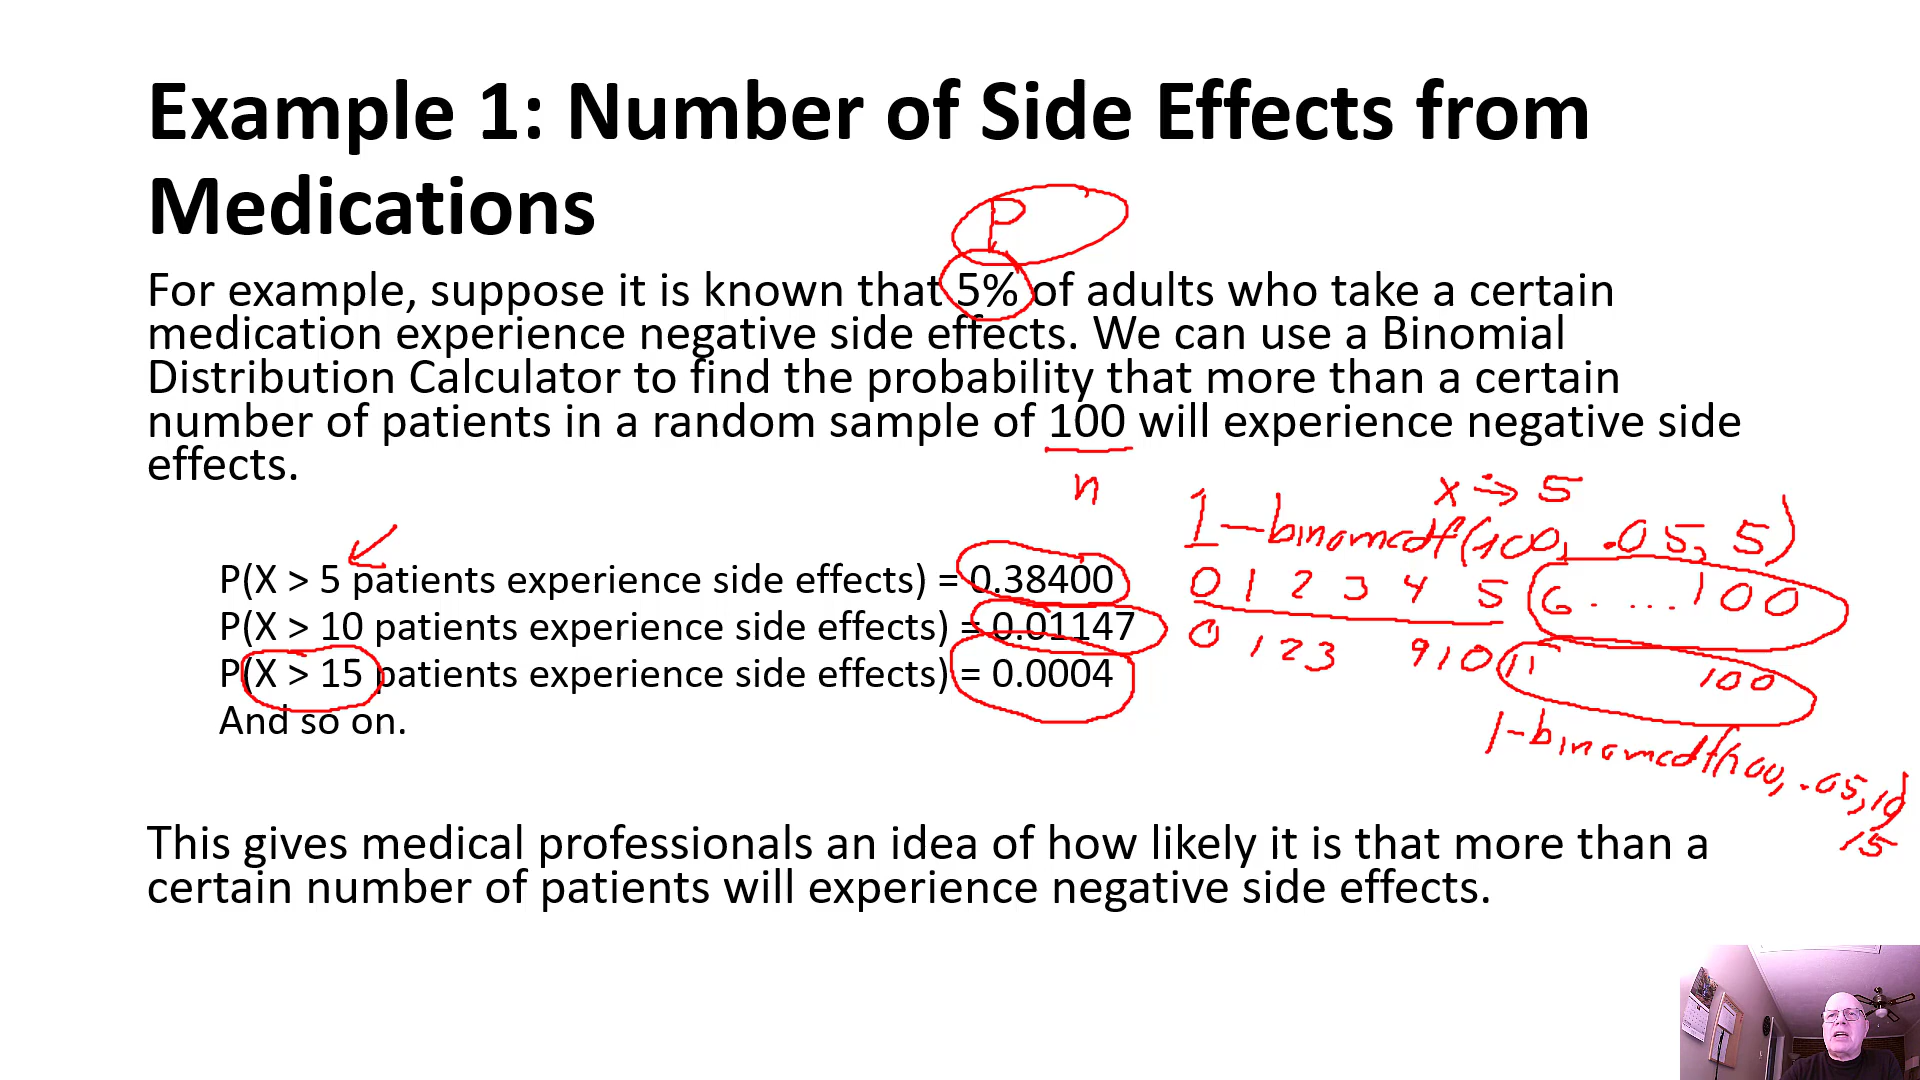 Example 1: Number of Side Effects from
Medications
P
For example, suppose it is known that 5% of adults who take a certain
medication experience negative side effects. We can use a Binomial
Distribution Calculator to find the probability that more than a certain
number of patients in a random sample of 100 will experience negative side
effects.
n
x → 5
1-binomcdf(100, .05, 5)
P(X > 5 patients experience side effects) = 0.38400
0 1 2 3 4 5 6 . . . . 100
P(X > 10 patients experience side effects) = 0.01147
0 1 2 3 9 10 11 100
P(X > 15 patients experience side effects) = 0.0004
And so on.
1-binomcdf(100, .05, 10)
15
This gives medical professionals an idea of how likely it is that more than a
certain number of patients will experience negative side effects.